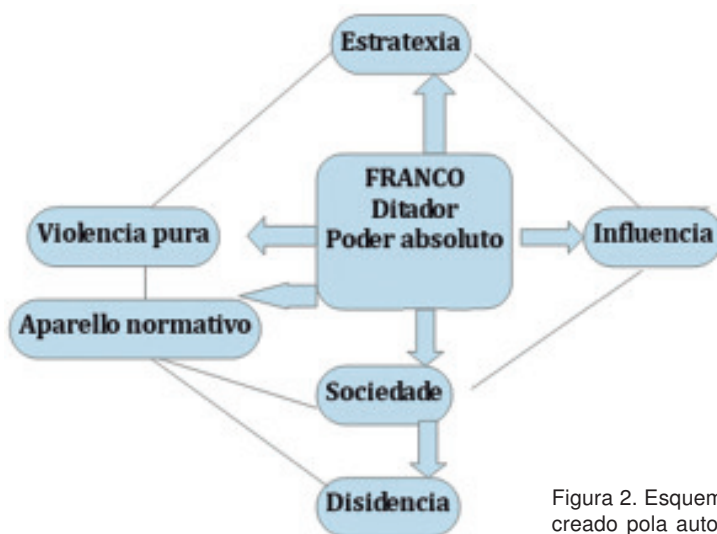 Estratexia
FRANCO
Ditador
Poder absoluto
Violencia pura
Influencia
Aparello normativo
Sociedade
Disidencia
Figura 2. Esquem
creado pola auto